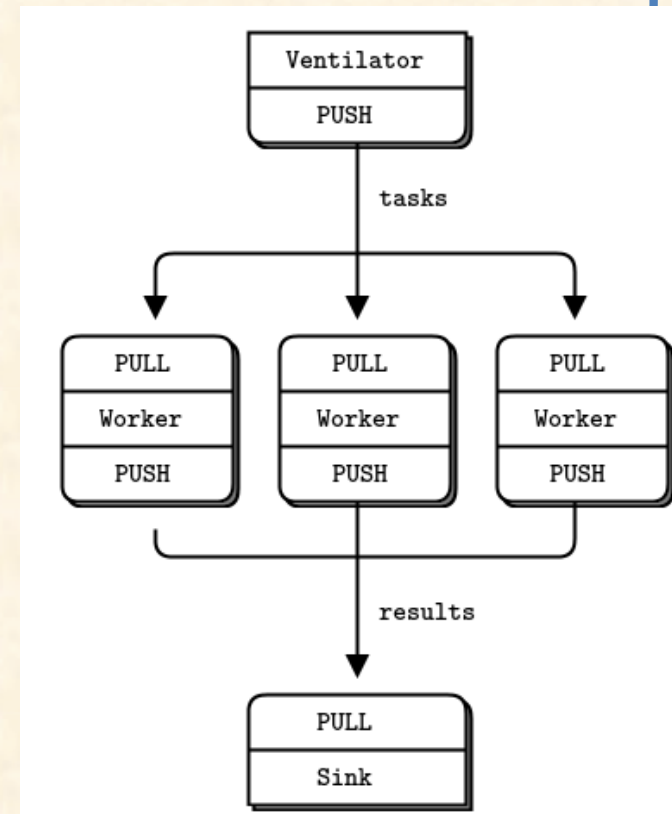 Ventilator
PUSH
tasks
PULL PULL PULL
Worker Worker Worker
PUSH PUSH PUSH
results
PULL
Sink